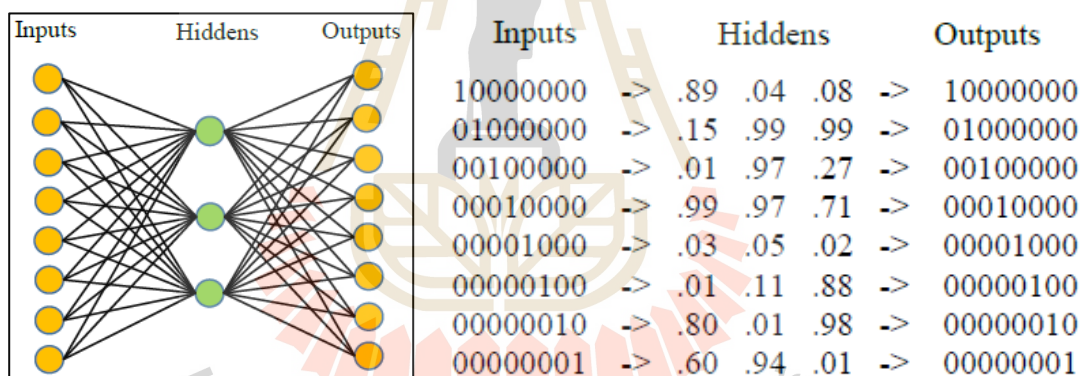 Inputs Hiddens Outputs
Inputs Hiddens Outputs
10000000 -> .89 .04 .08 -> 10000000
01000000 -> .15 .99 .99 -> 01000000
00100000 -> .01 .97 .27 -> 00100000
00010000 -> .99 .97 .71 -> 00010000
00001000 -> .03 .05 .02 -> 00001000
00000100 -> .01 .11 .88 -> 00000100
00000010 -> .80 .01 .98 -> 00000010
00000001 -> .60 .94 .01 -> 00000001